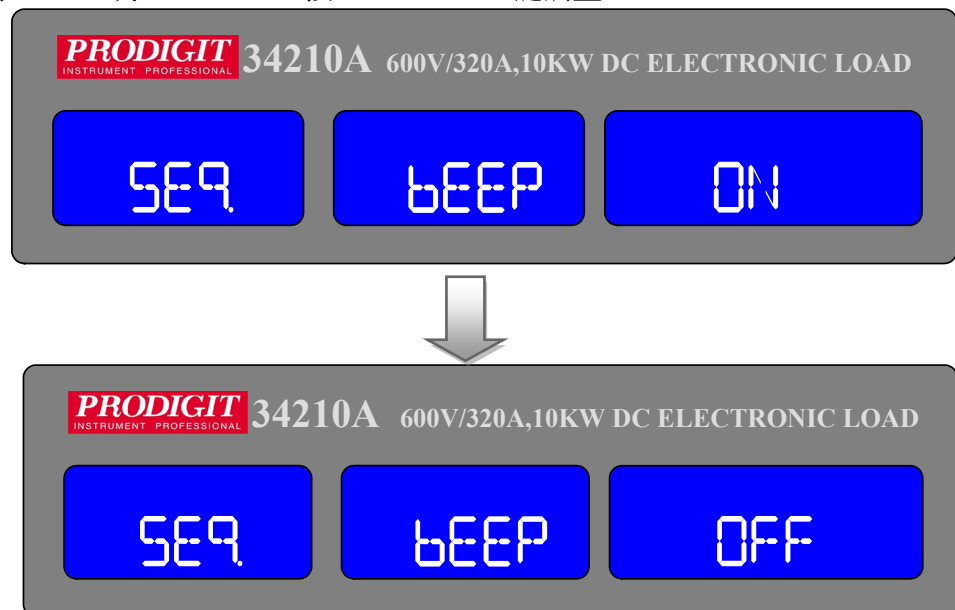 PRODIGIT
INSTRUMENT PROFESSIONAL
34210A 600V/320A,10KW DC ELECTRONIC LOAD
SEq. bEEP ON
PRODIGIT
INSTRUMENT PROFESSIONAL
34210A 600V/320A,10KW DC ELECTRONIC LOAD
SEq. bEEP OFF